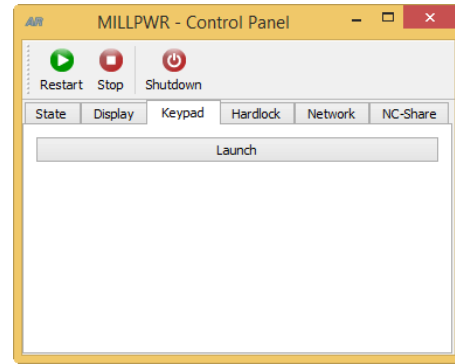 AR MILLPWR - Control Panel
Restart Stop Shutdown
State Display Keypad Hardlock Network NC-Share
Launch